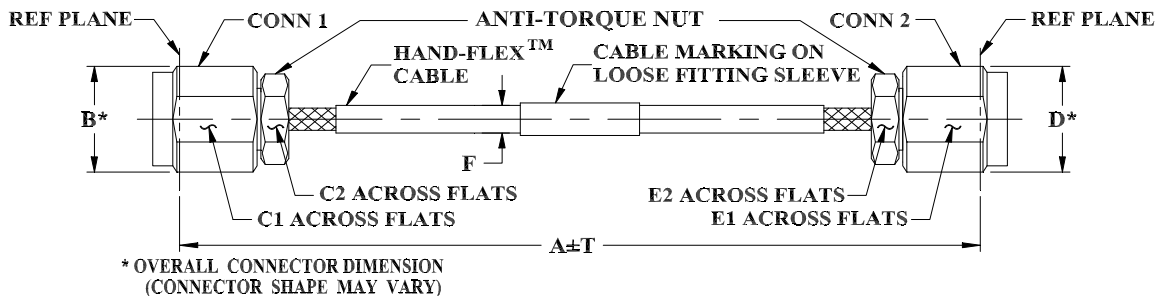 REF PLANE
CONN 1
ANTI-TORQUE NUT
CONN 2
REF PLANE
HAND-FLEX™
CABLE
CABLE MARKING ON
LOOSE FITTING SLEEVE
B*
D*
F
C2 ACROSS FLATS
E2 ACROSS FLATS
C1 ACROSS FLATS
E1 ACROSS FLATS
A±T
* OVERALL CONNECTOR DIMENSION
(CONNECTOR SHAPE MAY VARY)